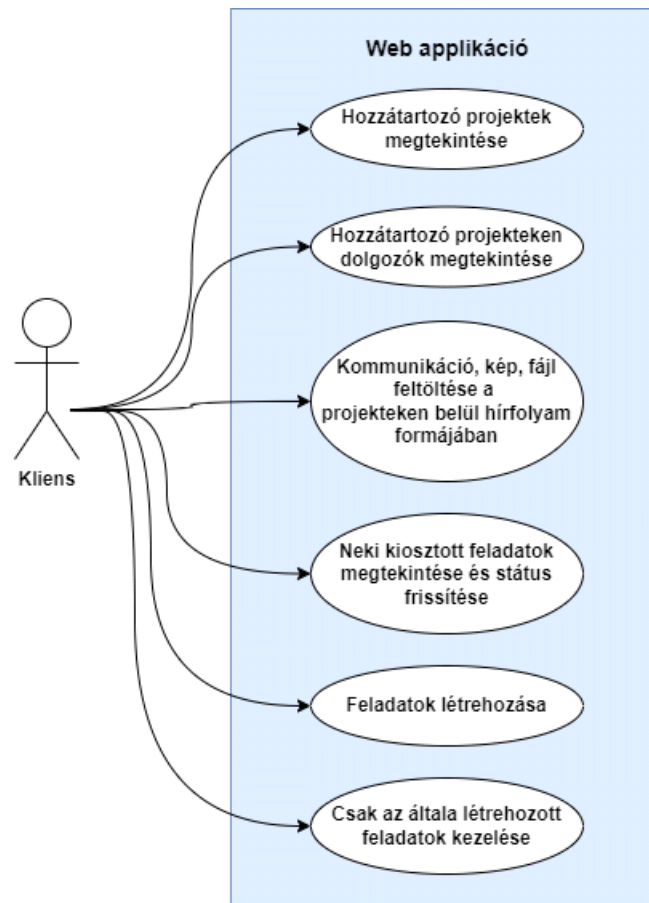 Web applikáció
Hozzátartozó projektek
megtekintése
Hozzátartozó projekteken
dolgozók megtekintése
Kommunikáció, kép, fájl
feltöltése a
projekteken belül hírfolyam
formájában
Kliens
Neki kiosztott feladatok
megtekintése és státus
frissítése
Feladatok létrehozása
Csak az általa létrehozott
feladatok kezelése